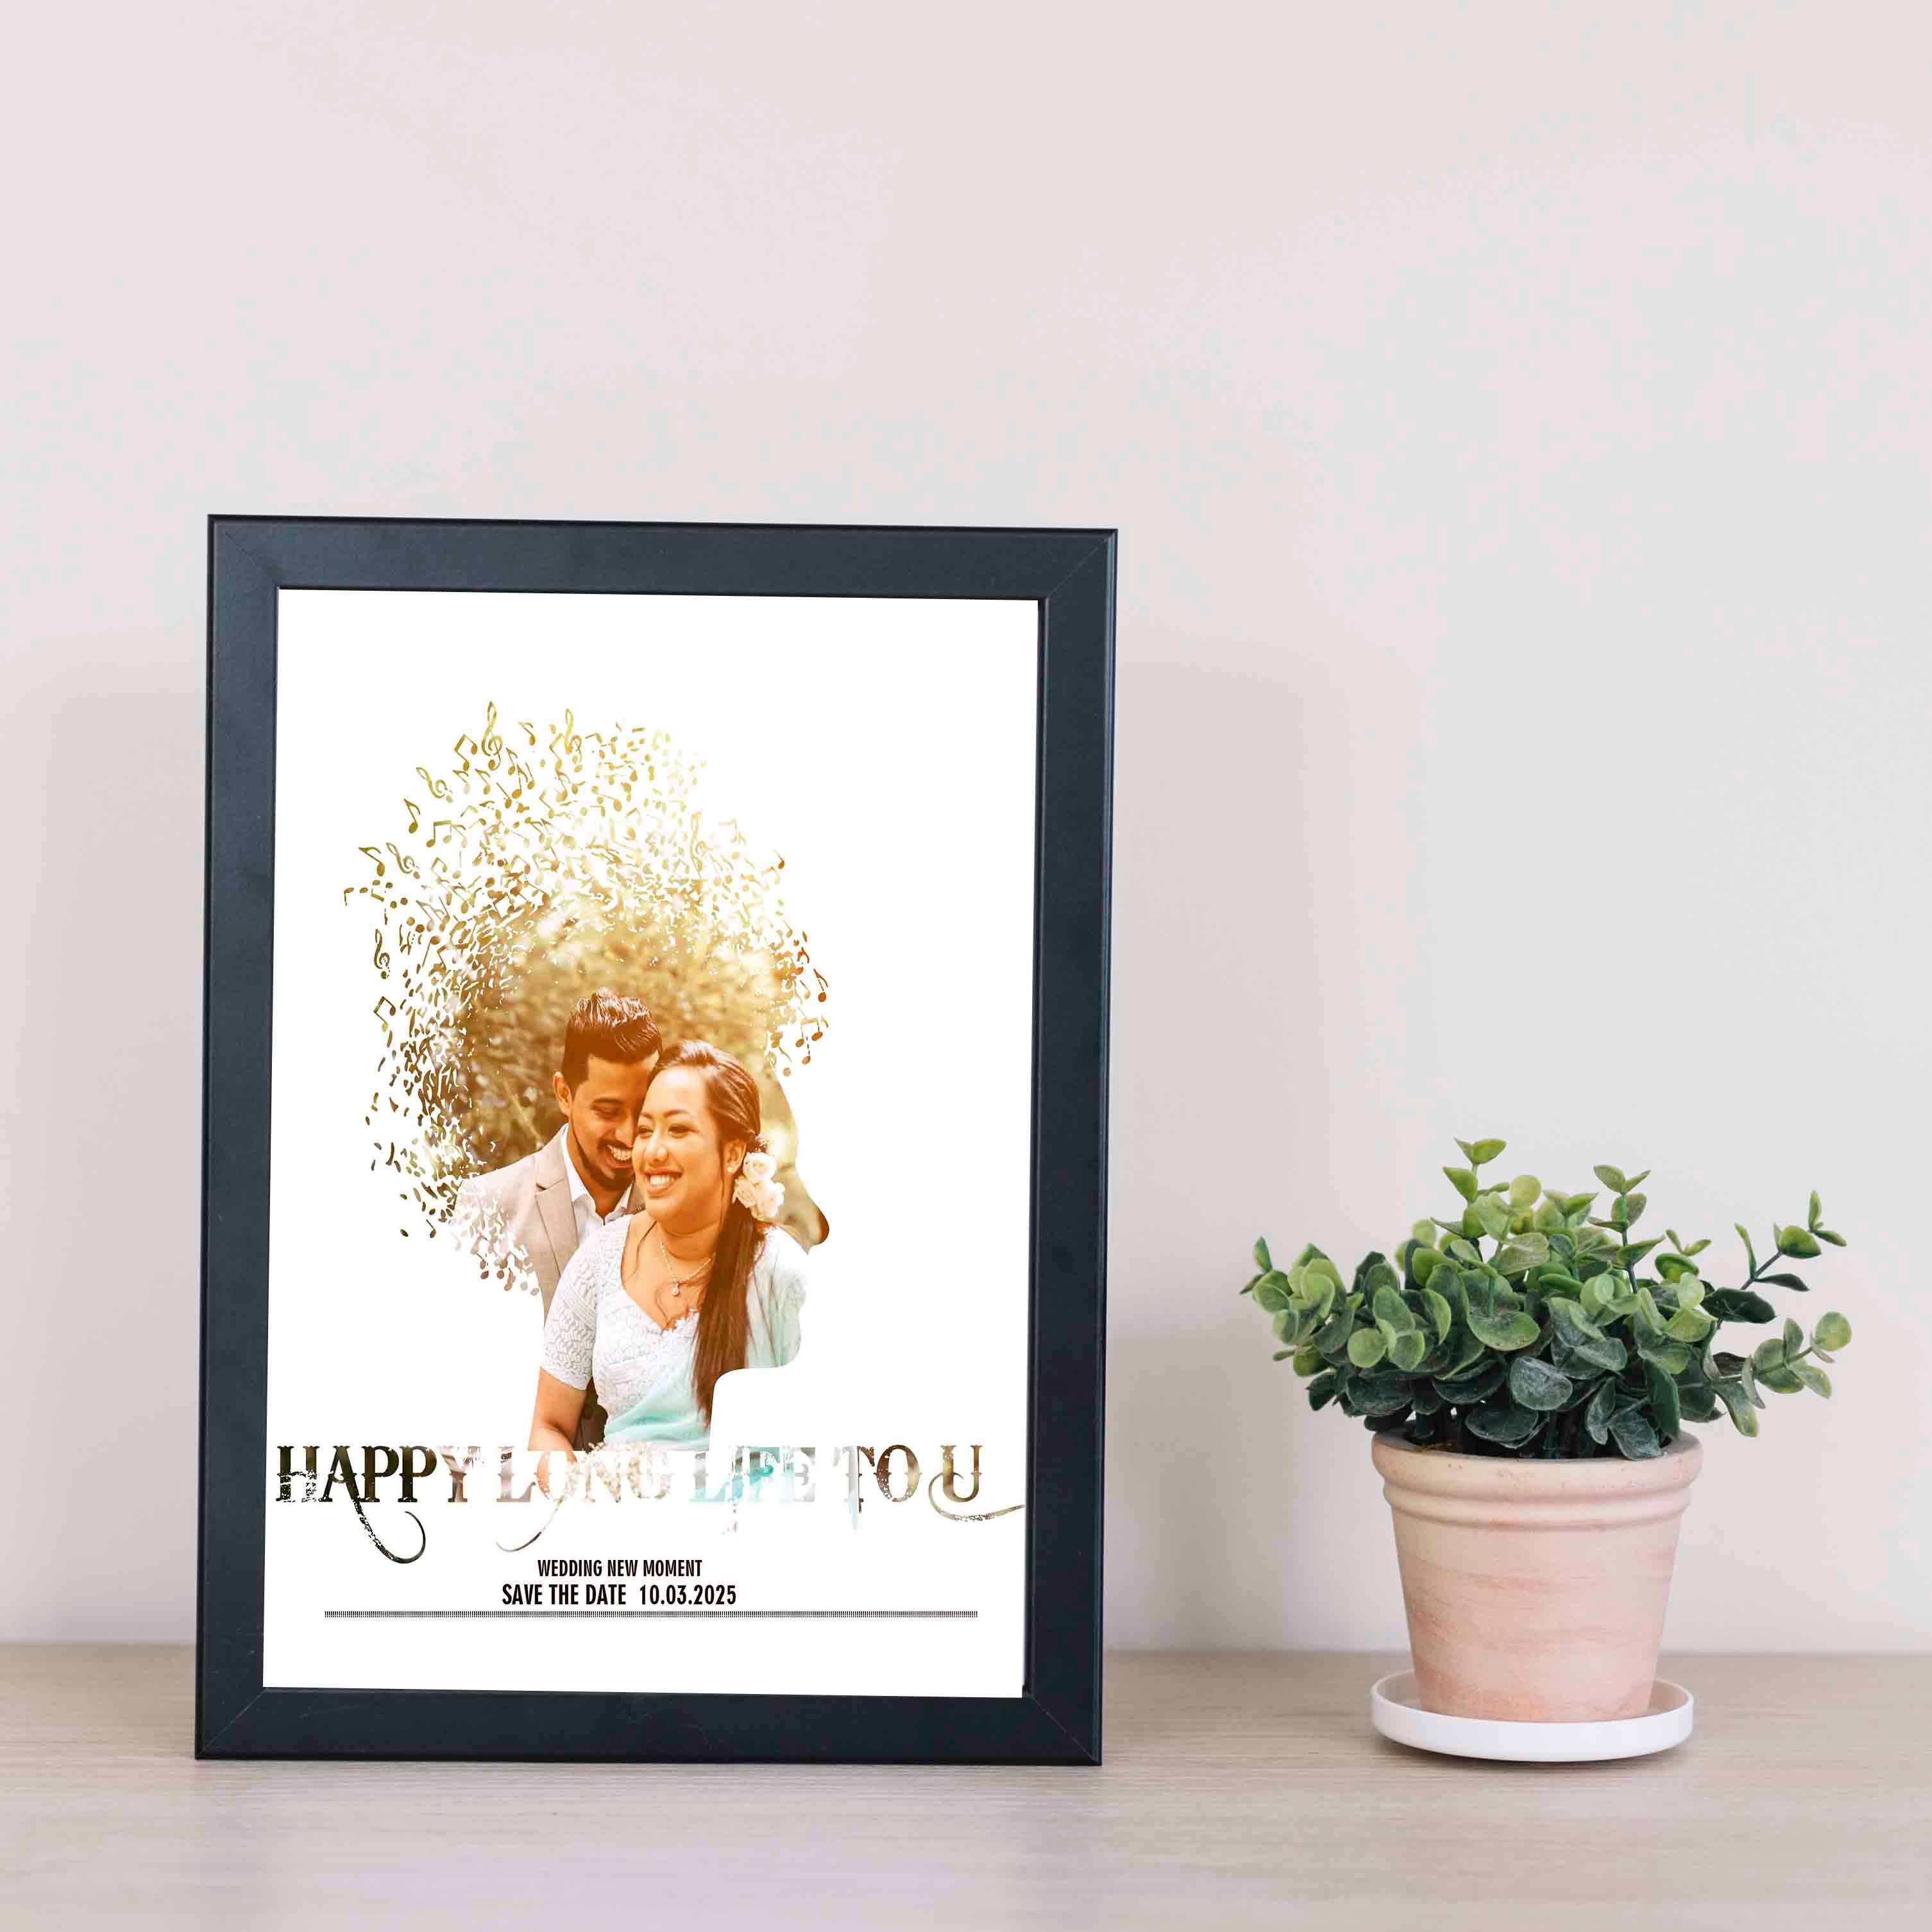 HAPPY LONG LIFE TO U
WEDDING NEW MOMENT
SAVE THE DATE 10.03.2025